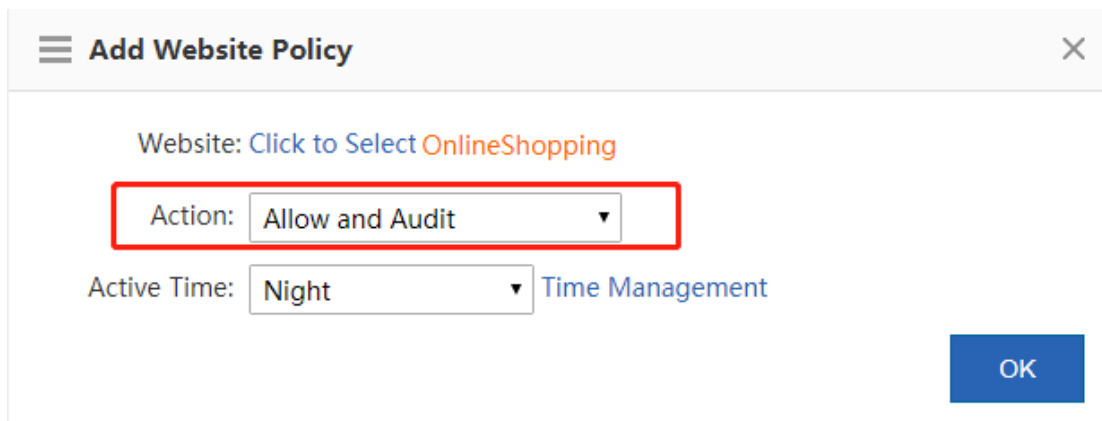 Add Website Policy
Website: Click to Select OnlineShopping
Action: Allow and Audit
Active Time: Night Time Management
OK